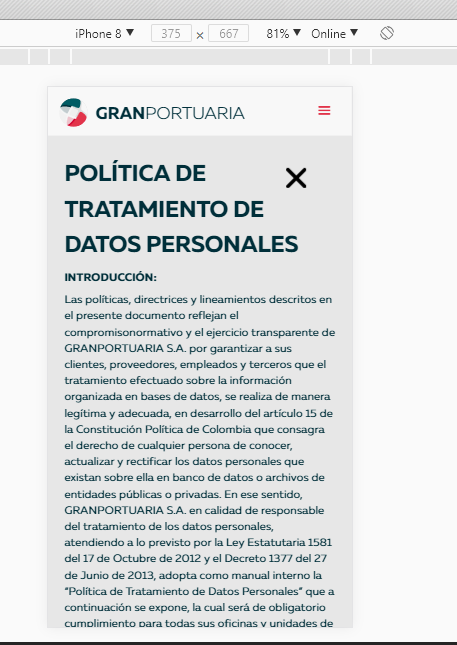 iPhone 8 ▼ 375 × 667 81% ▼ Online ▼
GRANPORTUARIA
POLÍTICA DE
TRATAMIENTO DE
DATOS PERSONALES
INTRODUCCIÓN:
Las políticas, directrices y lineamientos descritos en
el presente documento reflejan el
compromisonormativo y el ejercicio transparente de
GRANPORTUARIA S.A. por garantizar a sus
clientes, proveedores, empleados y terceros que el
tratamiento efectuado sobre la información
organizada en bases de datos, se realiza de manera
legítima y adecuada, en desarrollo del artículo 15 de
la Constitución Política de Colombia que consagra
el derecho de cualquier persona de conocer,
actualizar y rectificar los datos personales que
existan sobre ella en banco de datos o archivos de
entidades públicas o privadas. En ese sentido,
GRANPORTUARIA S.A. en calidad de responsable
del tratamiento de los datos personales,
atendiendo a lo previsto por la Ley Estatutaria 1581
del 17 de Octubre de 2012 y el Decreto 1377 del 27
de Junio de 2013, adopta como manual interno la
“Política de Tratamiento de Datos Personales” que a
continuación se expone, la cual será de obligatorio
cumplimiento para todas sus oficinas y unidades de